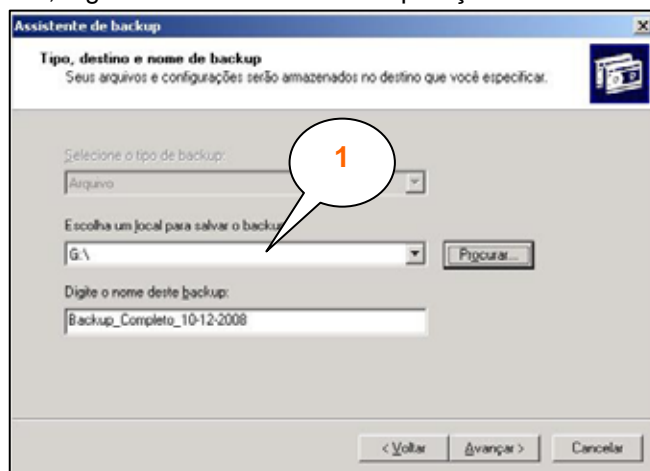 Assistente de backup
Tipo, destino e nome de backup
Seus arquivos e configurações serão armazenados no destino que você especificar.
Selecione o tipo de backup:
1
Arquivo
Escolha um local para salvar o backup
G:\
Procurar...
Digite o nome deste backup:
Backup_Completo_10-12-2008
< Voltar
Avançar >
Cancelar